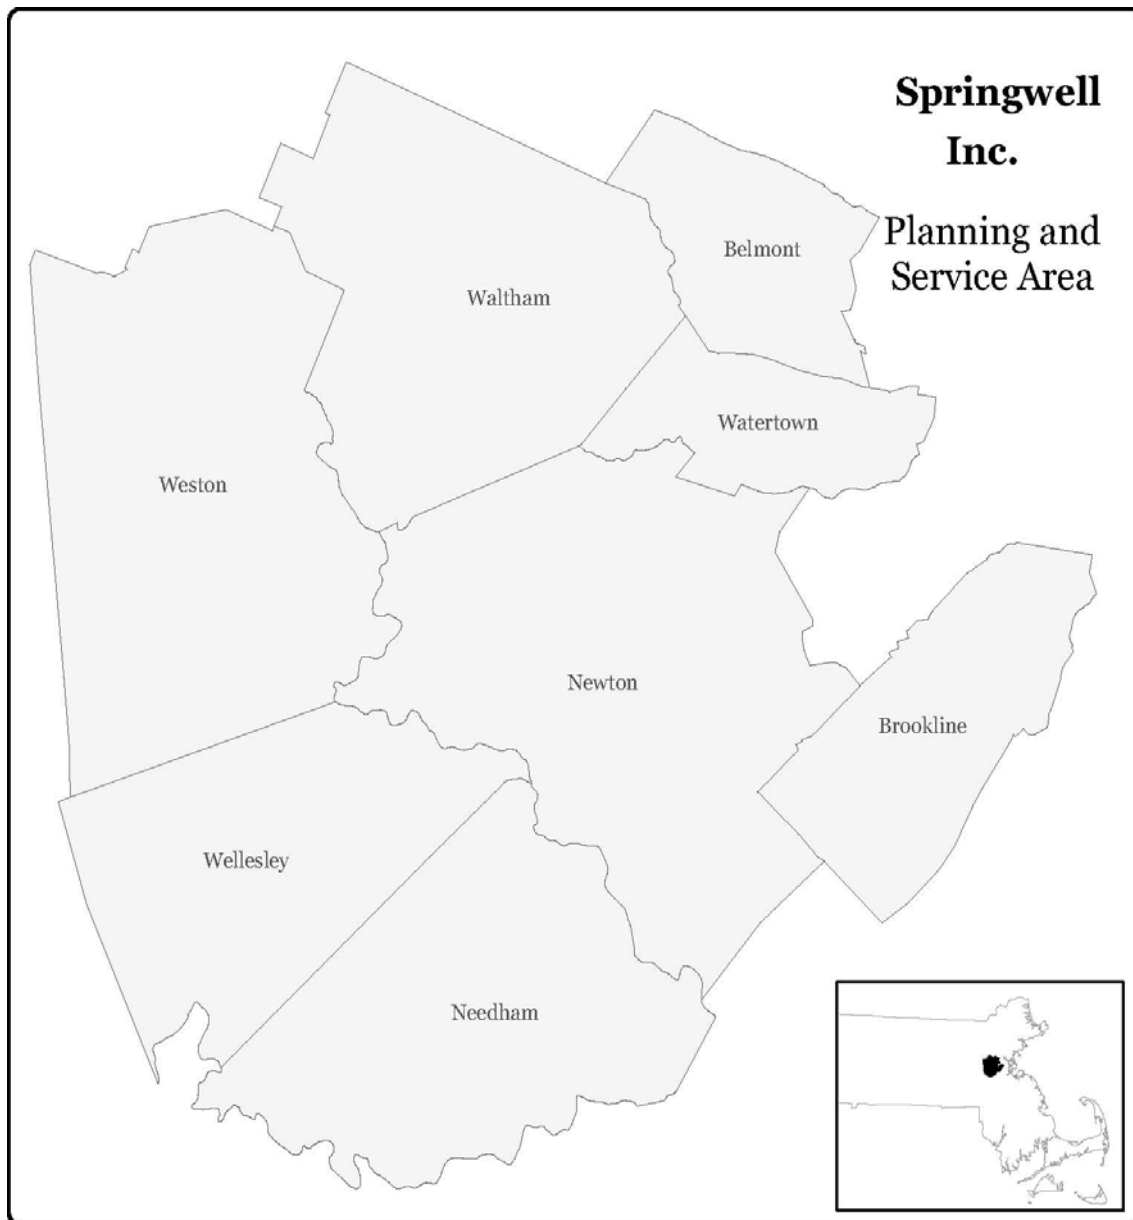 Springwell
Inc.
Planning and
Service Area
Belmont
Waltham
Watertown
Weston
Newton
Brookline
Wellesley
Needham